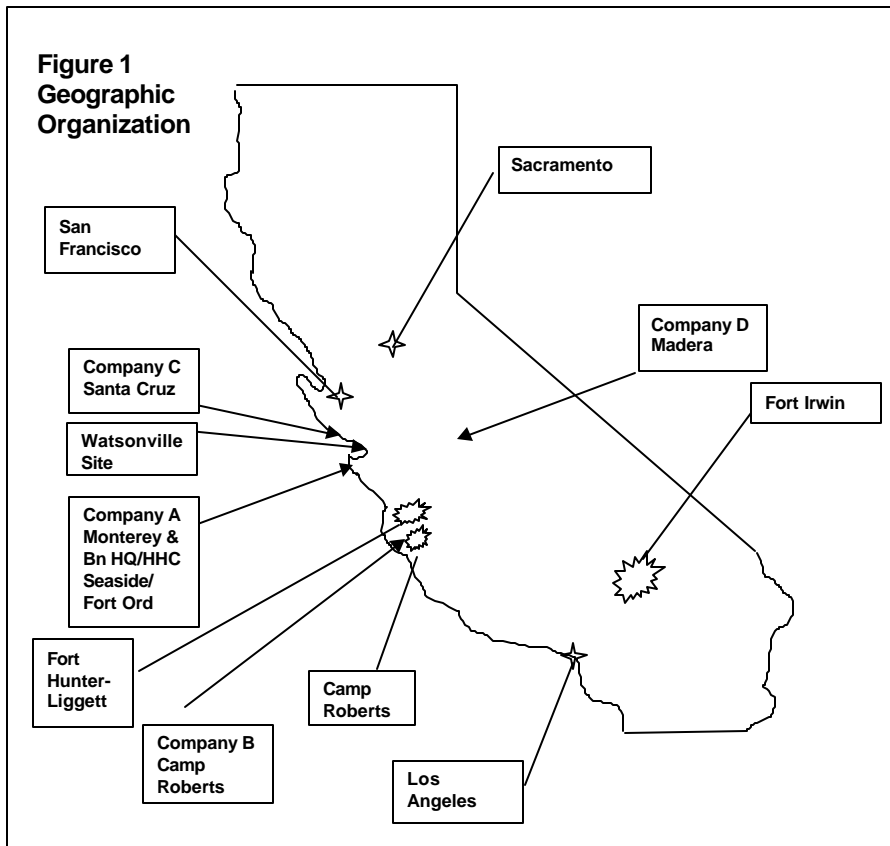 Figure 1
Geographic
Organization
Sacramento
San
Francisco
Company D
Madera
Company C
Santa Cruz
Fort Irwin
Watsonville
Site
Company A
Monterey &
Bn HQ/HHC
Seaside/
Fort Ord
Fort
Hunter-
Liggett
Camp
Roberts
Company B
Camp
Roberts
Los
Angeles